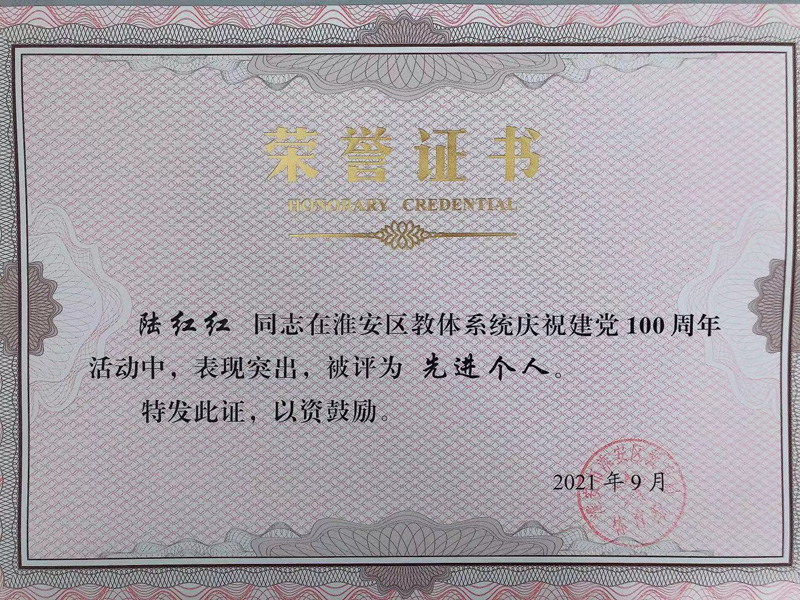 荣誉证书
HONORARY CREDENTIAL
陆红红 同志在淮安区教体系统庆祝建党100周年
活动中，表现突出，被评为 先进个人。
特发此证，以资鼓励。
2021年9月